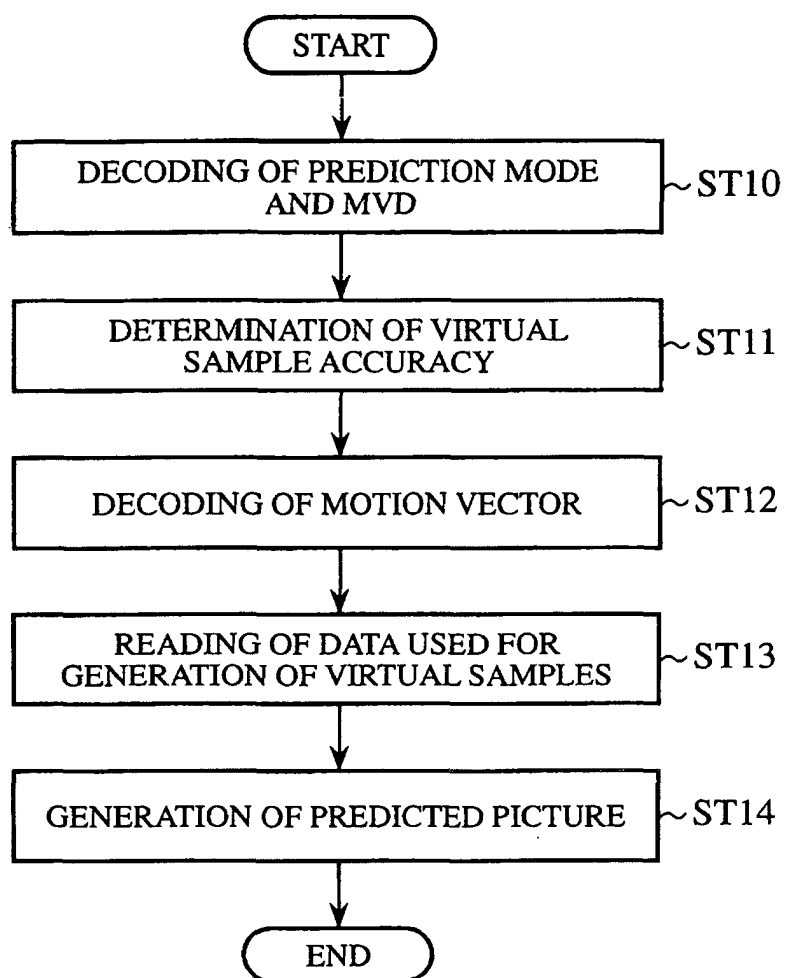 START
DECODING OF PREDICTION MODE
AND MVD
~ST10
DETERMINATION OF VIRTUAL
SAMPLE ACCURACY
~ST11
DECODING OF MOTION VECTOR
~ST12
READING OF DATA USED FOR
GENERATION OF VIRTUAL SAMPLES
~ST13
GENERATION OF PREDICTED PICTURE
~ST14
END